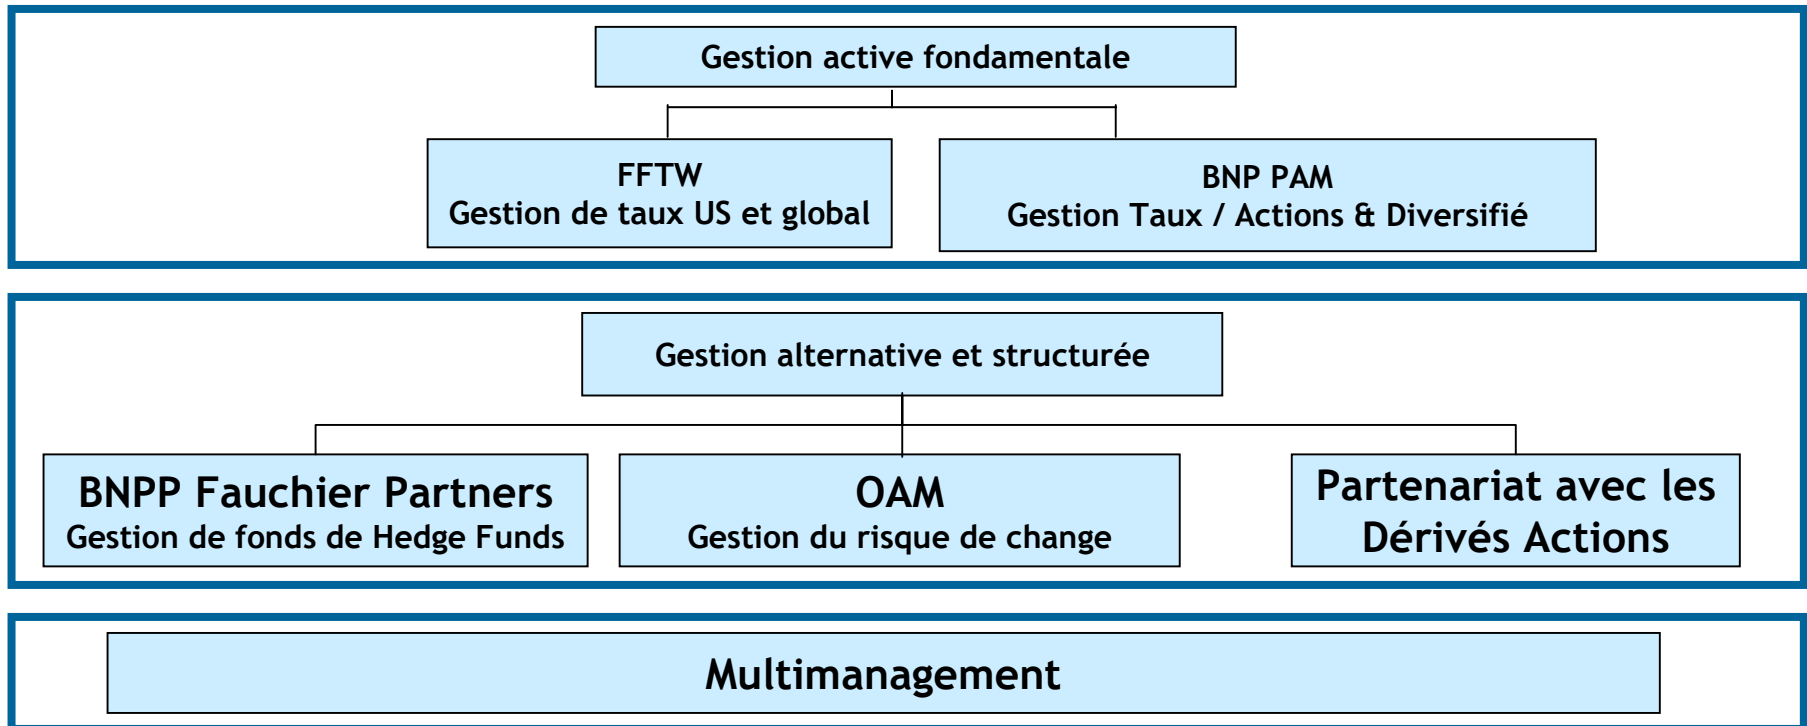 Gestion active fondamentale
FFTW
Gestion de taux US et global
BNP PAM
Gestion Taux / Actions & Diversifié
Gestion alternative et structurée
BNPP Fauchier Partners
Gestion de fonds de Hedge Funds
OAM
Gestion du risque de change
Partenariat avec les
Dérivés Actions
Multimanagement